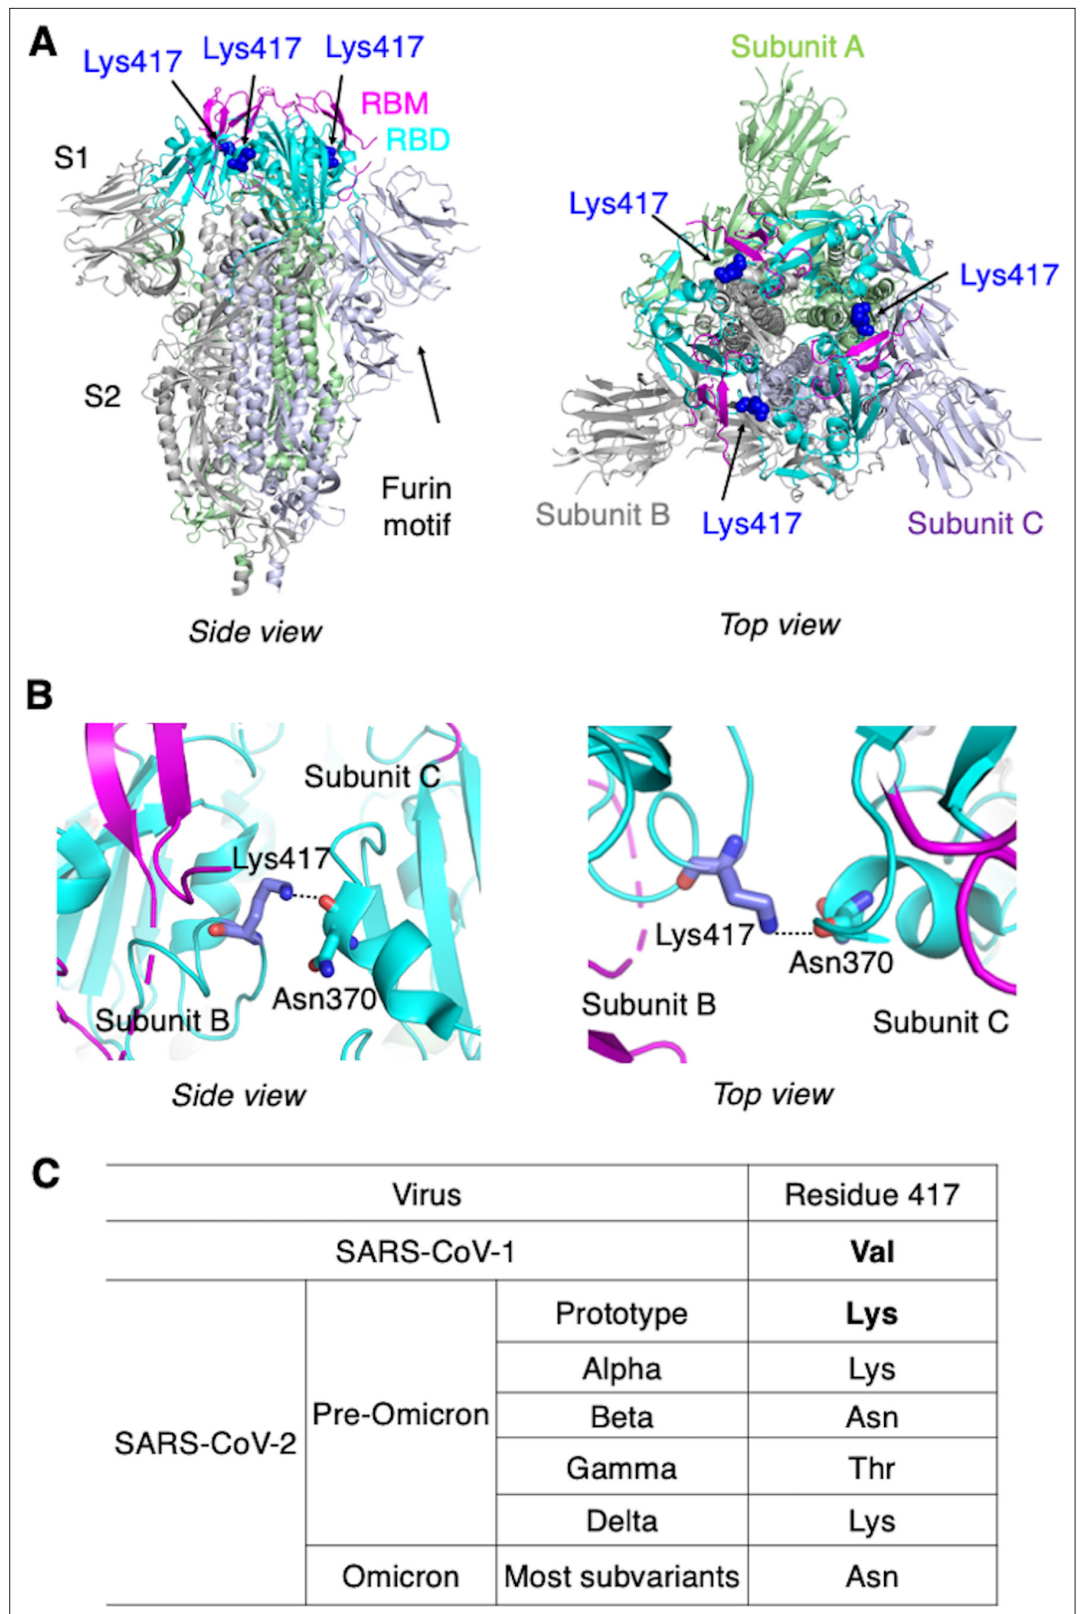 A
Lys417 Lys417 Lys417
RBM
RBD
S1
S2
Furin
motif
Side view
Subunit A
Lys417
Lys417
Subunit B
Lys417
Subunit C
Top view
B
Subunit C
Lys417
Asn370
Subunit B
Side view
Lys417
Asn370
Subunit B
Subunit C
Top view
C
Virus Residue 417
SARS-CoV-1 Val
SARS-CoV-2
Pre-Omicron
Prototype Lys
Alpha Lys
Beta Asn
Gamma Thr
Delta Lys
Omicron Most subvariants Asn